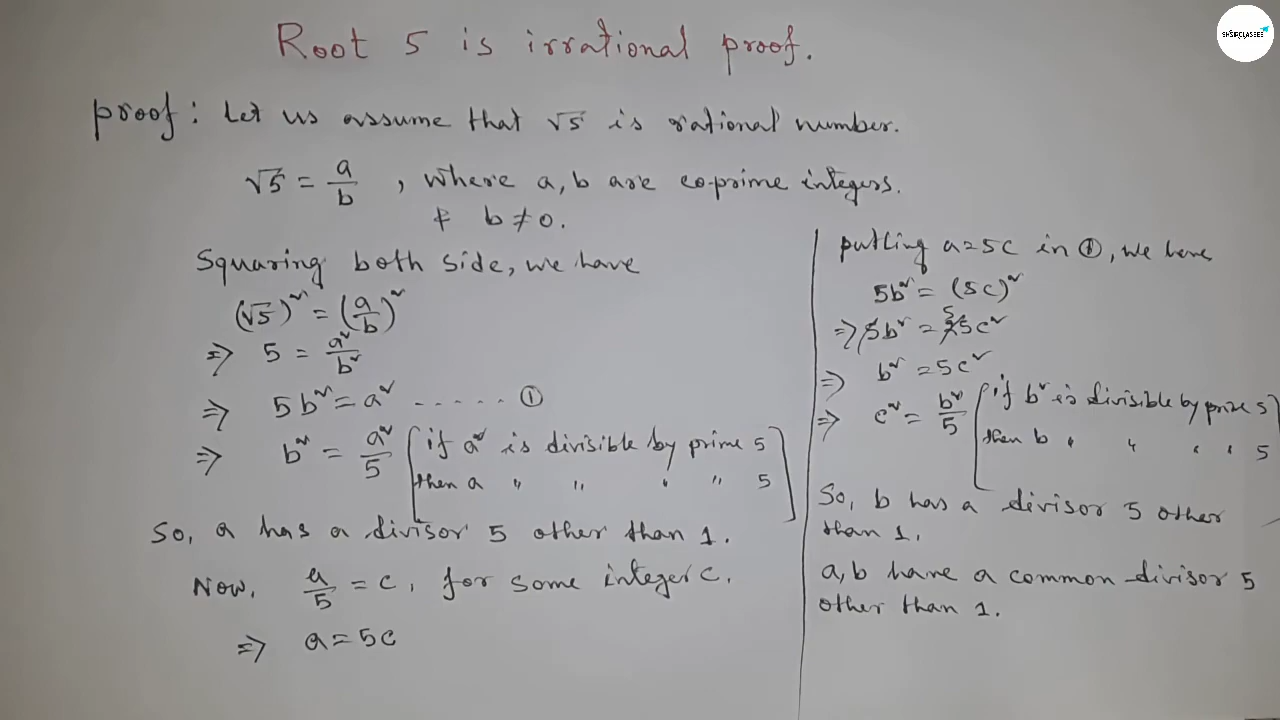 SHSIRCLASSES
Root 5 is irrational proof.
proof: Let us assume that √5 is rational number.
√5 = a/b , where a, b are co-prime integers.
& b ≠ 0.
Squaring both side, we have
(√5)² = (a/b)²
⇒ 5 = a²/b²
⇒ 5b² = a² ...... ①
⇒ b² = a²/5 [if a² is divisible by prime 5
then a " " " " 5]
So, a has a divisor 5 other than 1.
Now, a/5 = c, for some integer c.
⇒ a = 5c
putting a=5c in ①, we have
5b² = (5c)²
⇒ 5b² = 25c² 5
⇒ b² = 5c²
⇒ c² = b²/5 [if b² is divisible by prime 5
then b " " " " 5
So, b has a divisor 5 other
than 1.
a, b have a common divisor 5
other than 1.